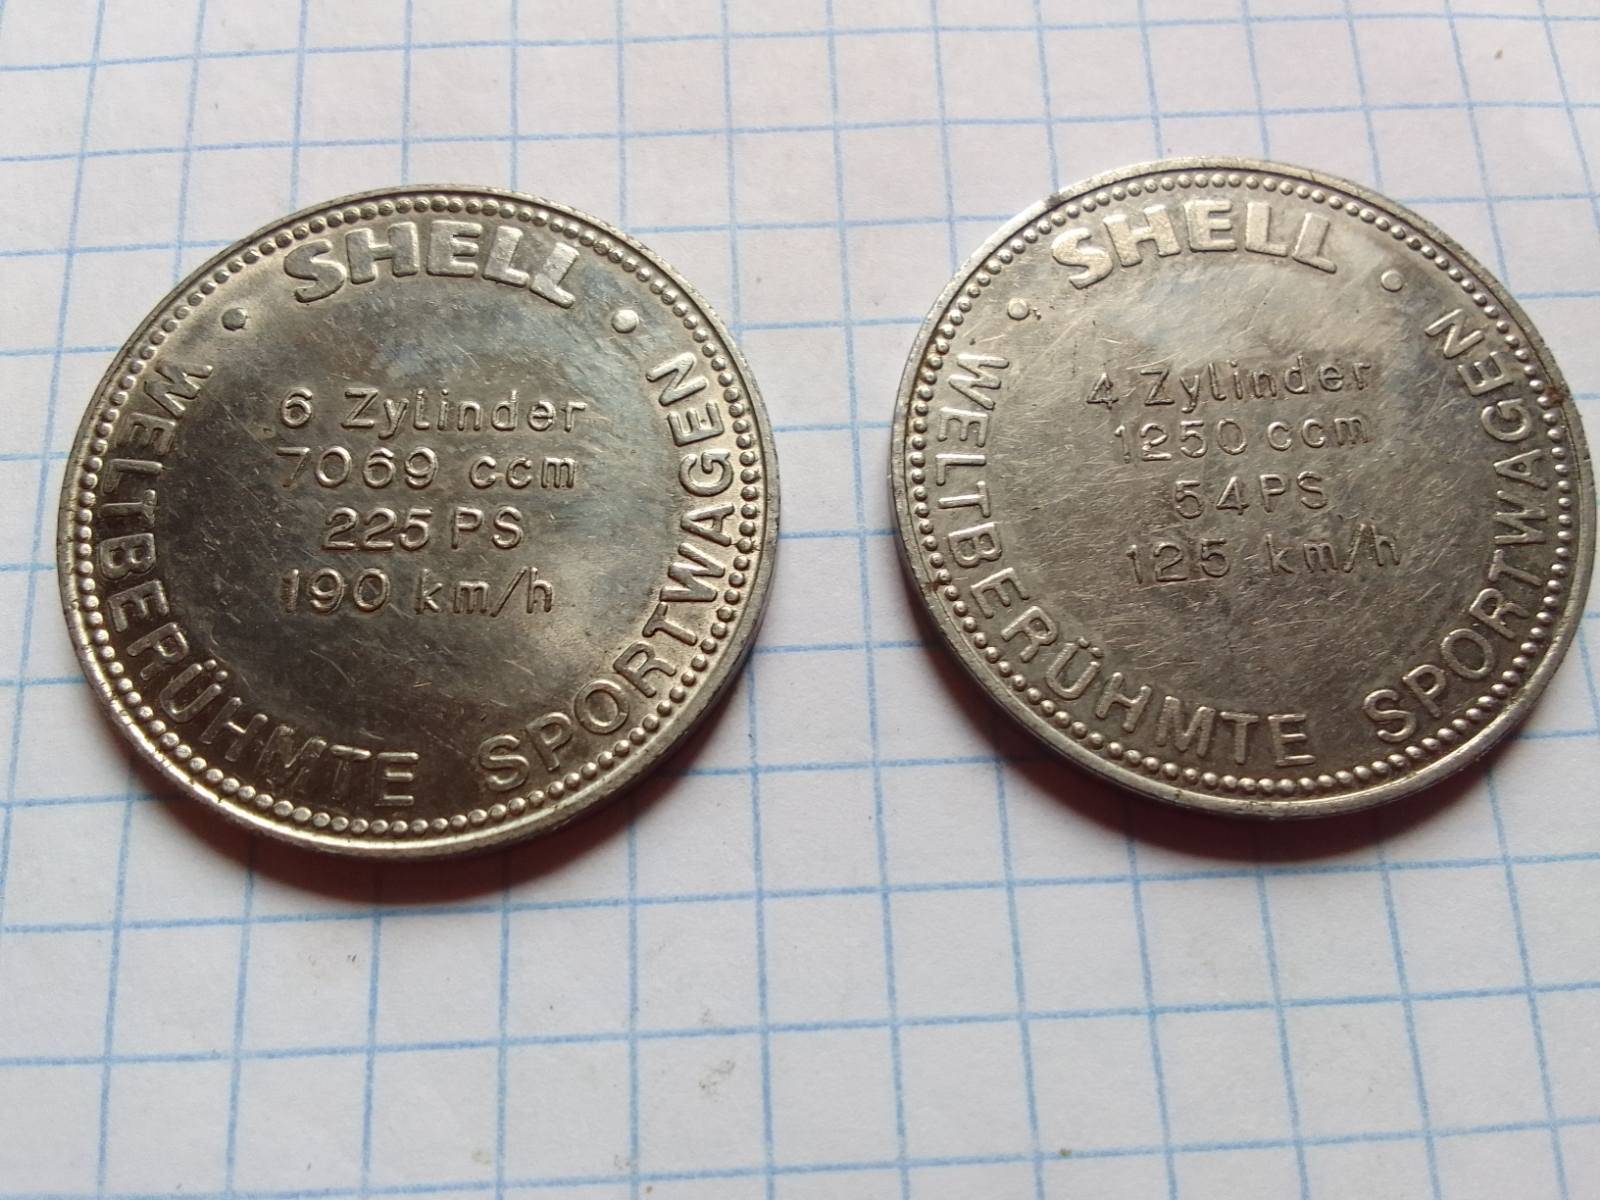 SHELL
6 Zylinder
7069 ccm
225 PS
190 km/h
WELTBERÜHMTE SPORTWAGEN
SHELL
4 Zylinder
1250 ccm
54 PS
125 km/h
WELTBERÜHMTE SPORTWAGEN